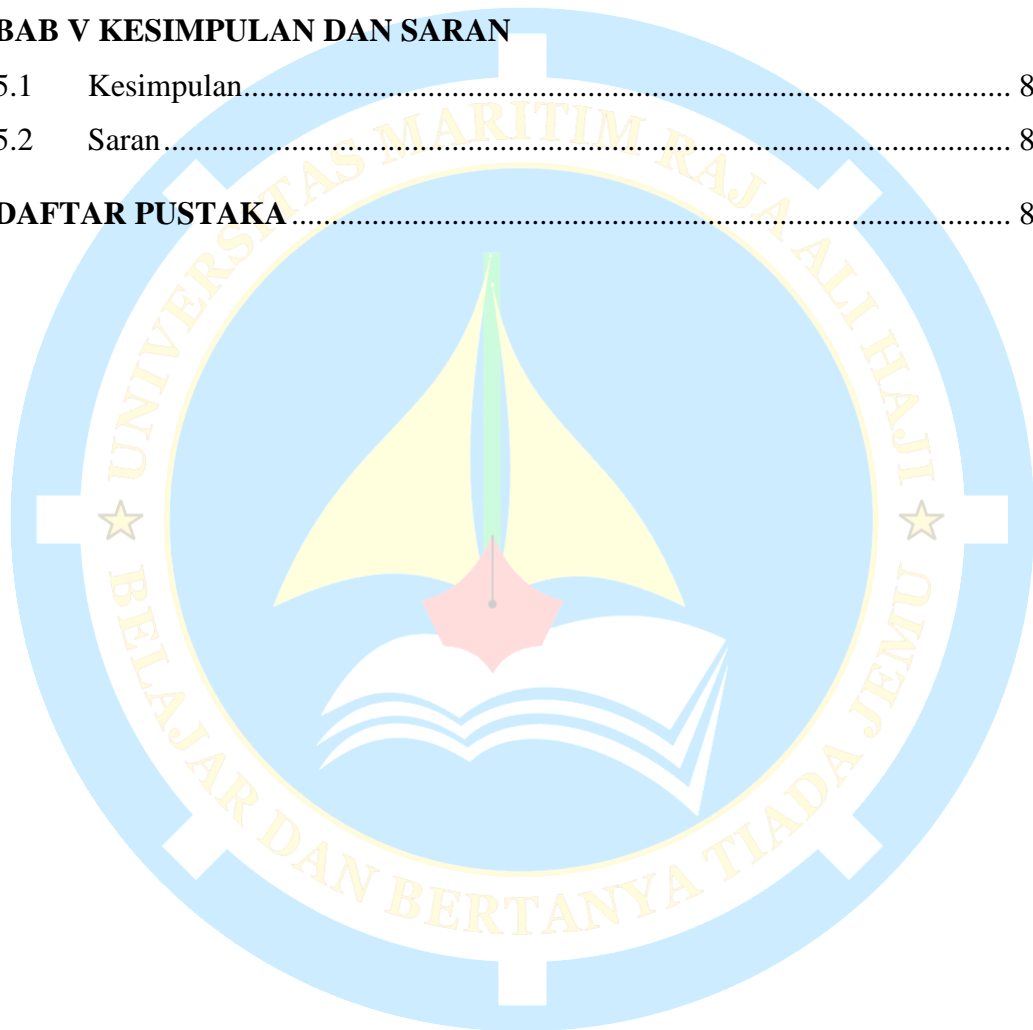 BAB V KESIMPULAN DAN SARAN
5.1 Kesimpulan........................................................................................... 8
5.2 Saran..................................................................................................... 8
DAFTAR PUSTAKA....................................................................................... 8
UNIVERSITAS MARITIM RAJA ALI HAJI
BELAJAR DAN BERTANYA TIADA JEMU